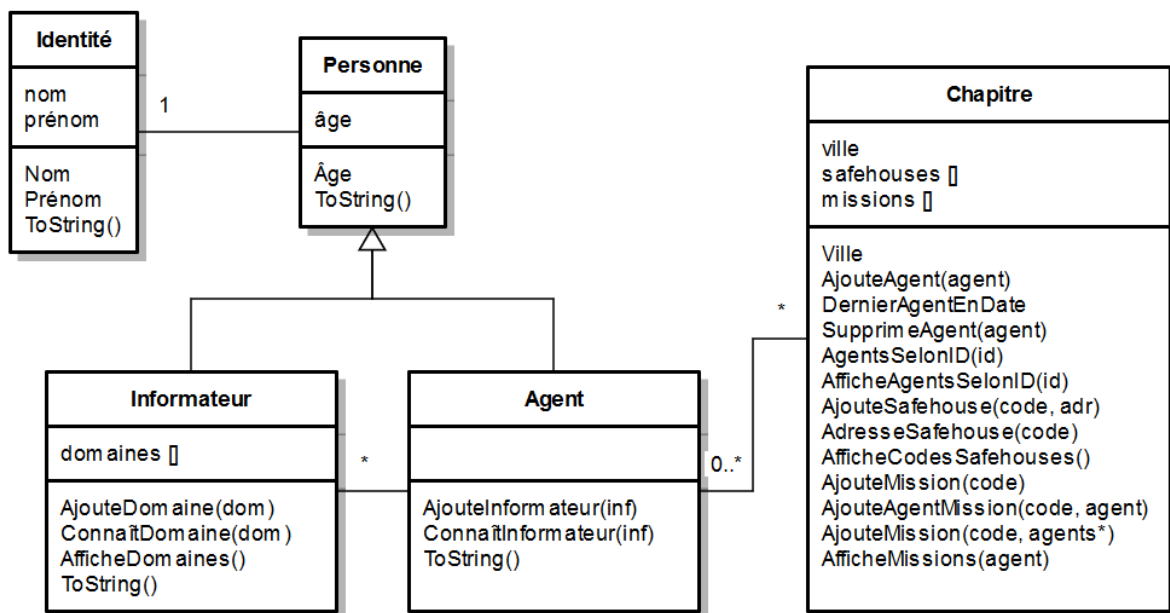 Identité
nom
prénom
Nom
Prénom
ToString()
1
Personne
âge
Âge
ToString()
Chapitre
ville
safehouses []
missions []
Ville
AjouteAgent(agent)
DernierAgentEnDate
SupprimeAgent(agent)
AgentsSelonID(id)
AfficheAgentsSelonID(id)
AjouteSafehouse(code, adr)
AdresseSafehouse(code)
AfficheCodesSafehouses()
AjouteMission(code)
AjouteAgentMission(code, agent)
AjouteMission(code, agents*)
AfficheMissions(agent)
*
Informateur
domaines []
AjouteDomaine(dom)
ConnaîtDomaine(dom)
AfficheDomaines()
ToString()
*
Agent
AjouteInformateur(inf)
ConnaîtInformateur(inf)
ToString()
0..*